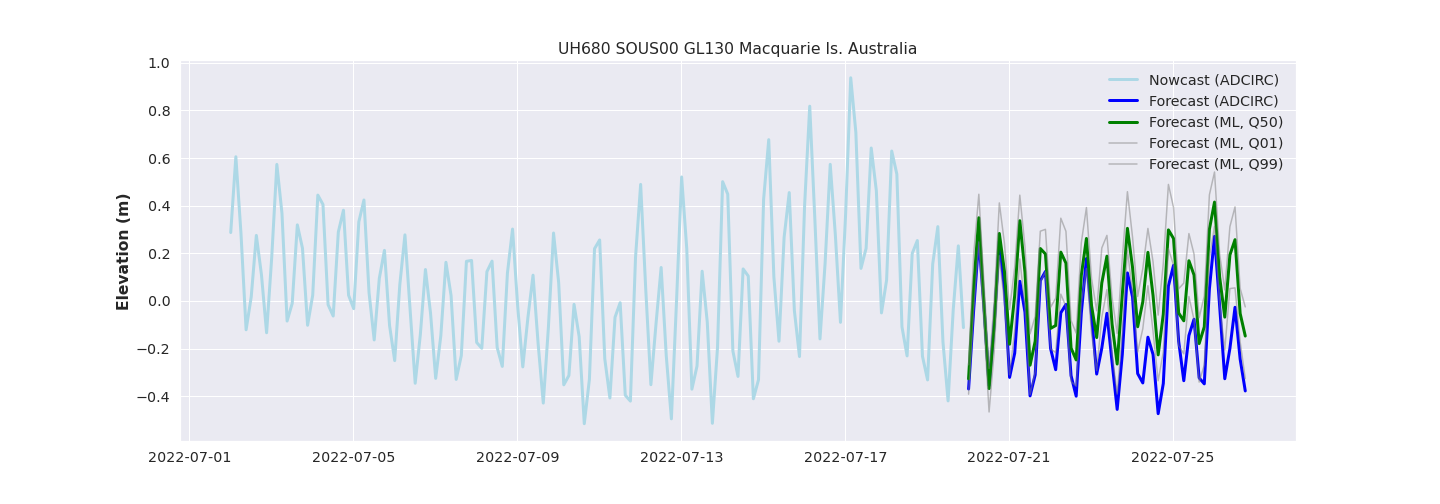 UH680 SOUS00 GL130 Macquarie Is. Australia
1.0
0.8
0.6
0.4
0.2
0.0
−0.2
−0.4
Elevation (m)
Nowcast (ADCIRC)
Forecast (ADCIRC)
Forecast (ML, Q50)
Forecast (ML, Q01)
Forecast (ML, Q99)
2022-07-01 2022-07-05 2022-07-09 2022-07-13 2022-07-17 2022-07-21 2022-07-25